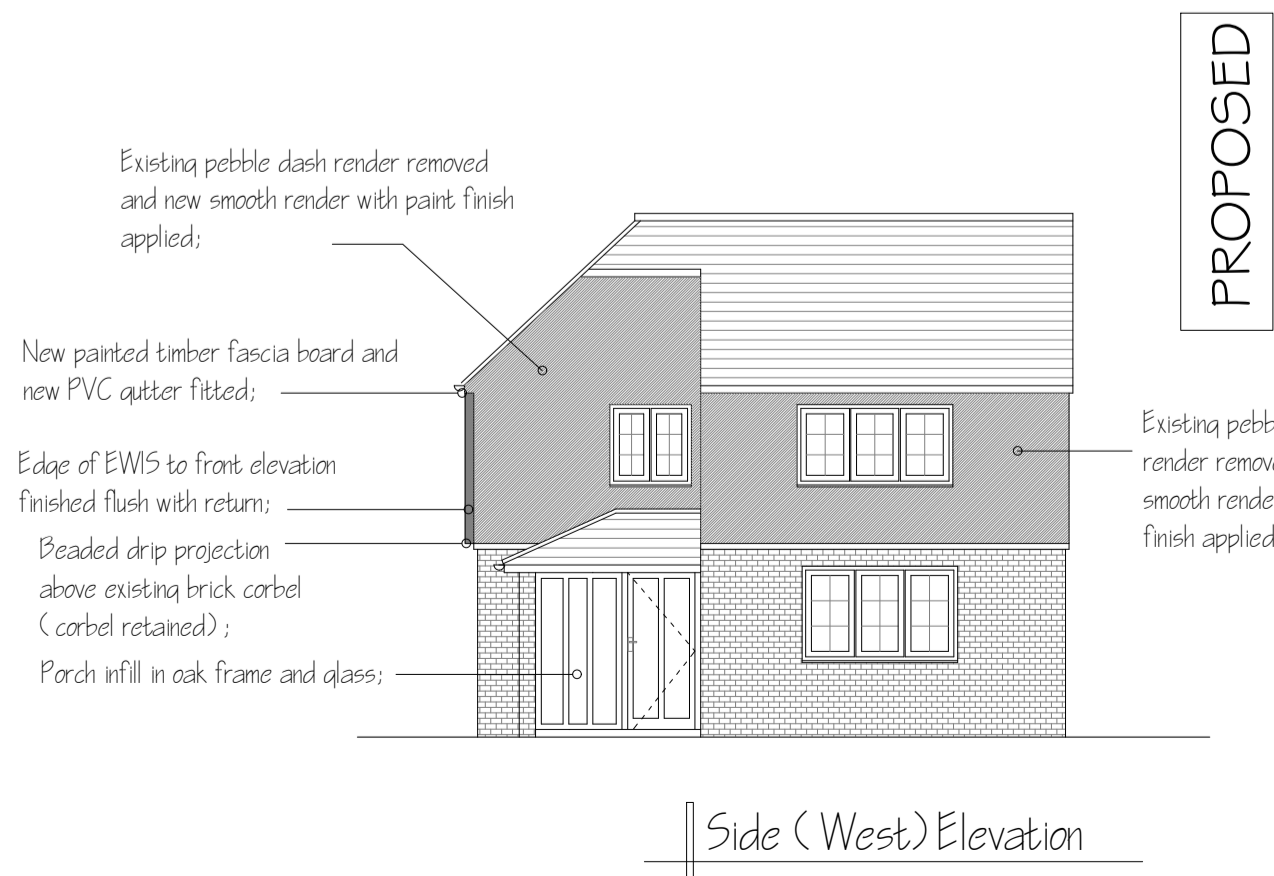 PROPOSED
Existing pebble dash render removed
and new smooth render with paint finish
applied;
New painted timber fascia board and
new PVC gutter fitted;
Edge of EWIS to front elevation
finished flush with return;
Beaded drip projection
above existing brick corbel
(corbel retained);
Porch infill in oak frame and glass;
Existing
render
smooth
finish applied
Side (West) Elevation